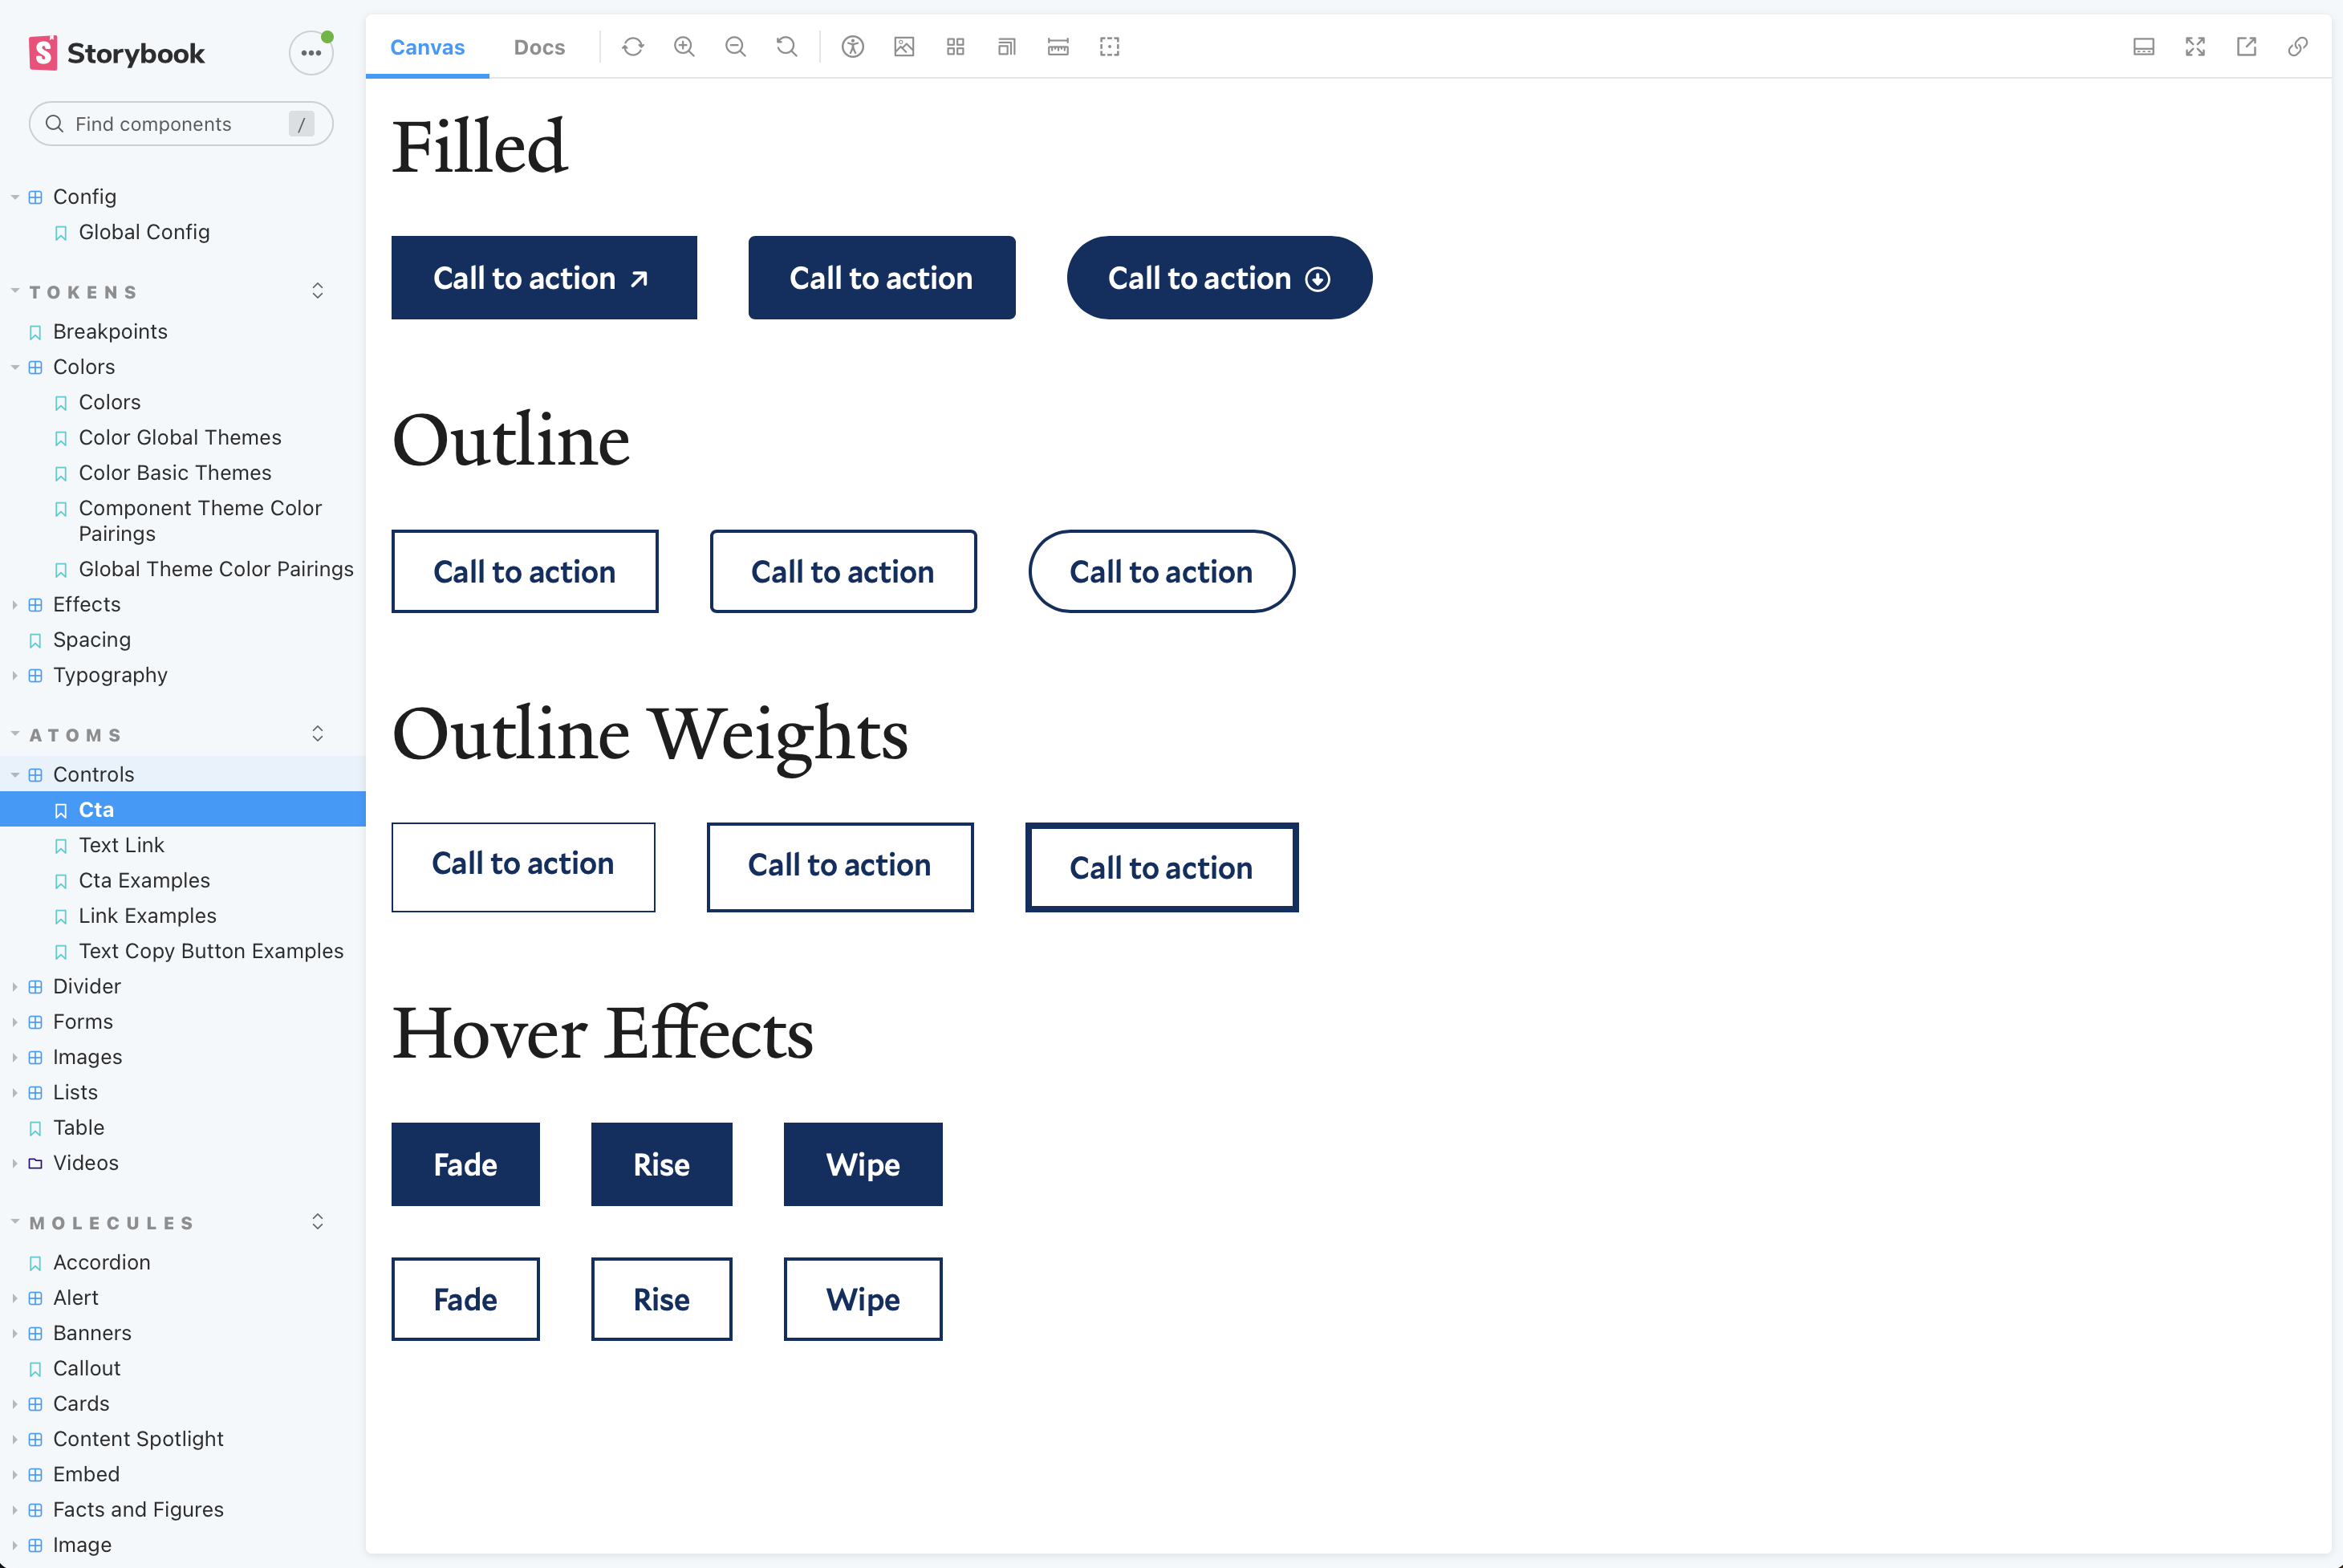 Storybook
Find components /
Config
Global Config
TOKENS
Breakpoints
Colors
Colors
Color Global Themes
Color Basic Themes
Component Theme Color
Pairings
Global Theme Color Pairings
Effects
Spacing
Typography
ATOMS
Controls
Cta
Text Link
Cta Examples
Link Examples
Text Copy Button Examples
Divider
Forms
Images
Lists
Table
Videos
MOLECULES
Accordion
Alert
Banners
Callout
Cards
Content Spotlight
Embed
Facts and Figures
Image
Canvas Docs
Filled
Call to action Call to action Call to action
Outline
Call to action Call to action Call to action
Outline Weights
Call to action Call to action Call to action
Hover Effects
Fade Rise Wipe
Fade Rise Wipe